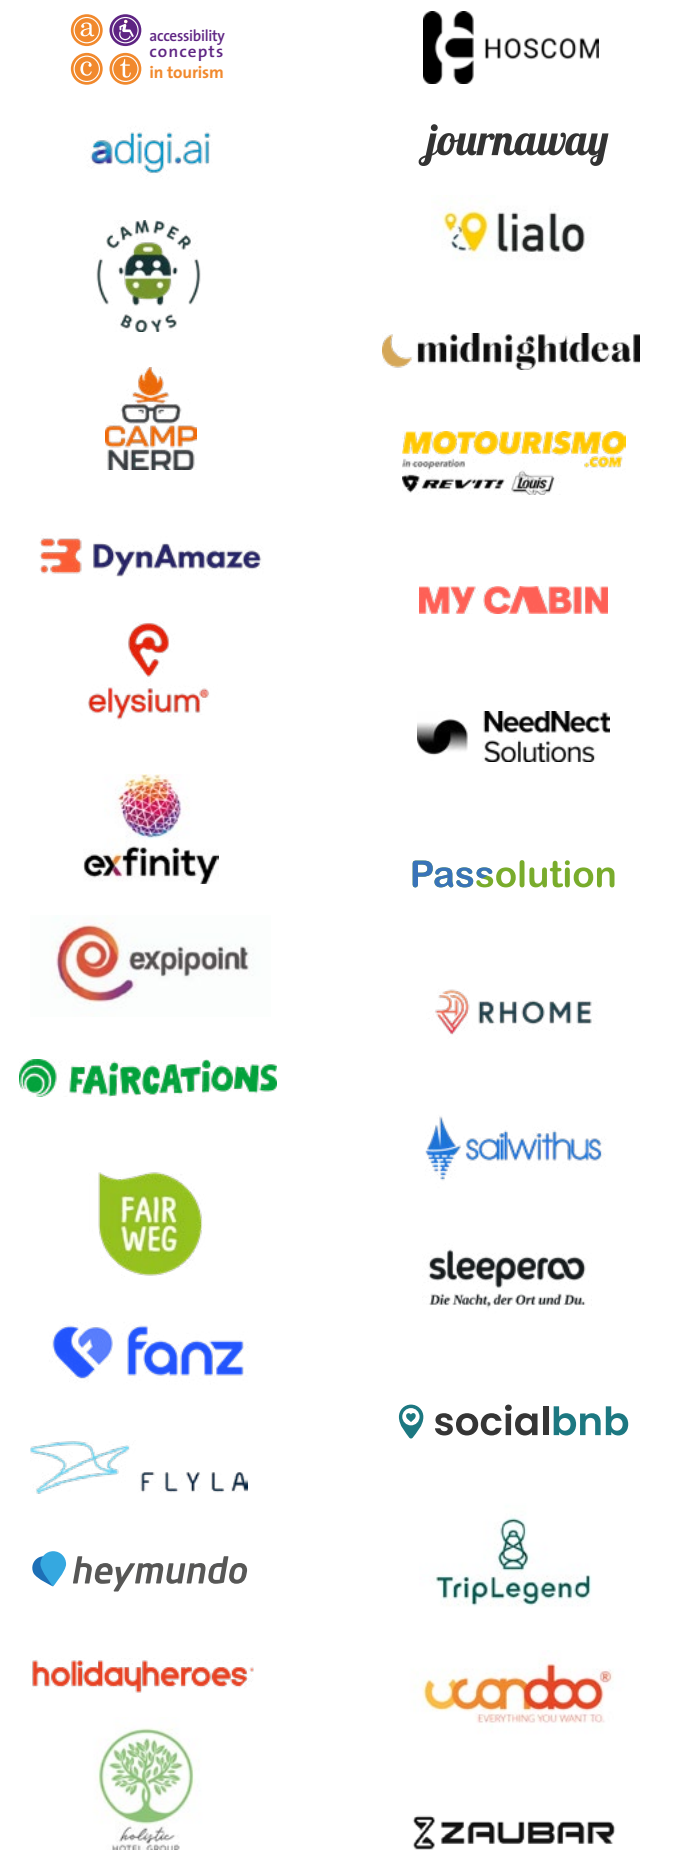 a
accessibility
concepts
c t
in tourism
adigi.ai
CAMPER
BOYS
CAMP
NERD
DynAmaze
elysium®
exfinity
expipoint
FAiRCATiONS
FAIR
WEG
fanz
FLYLA
heymundo
holidayheroes
holistic
HOTEL GROUP
HOSCOM
journaway
lialo
midnightdeal
MOTOURISMO
.COM
in cooperation
REV'IT! Louis
MY CABIN
NeedNect
Solutions
Passolution
RHOME
sailwithus
sleeperoo
Die Nacht, der Ort und Du.
socialbnb
TripLegend
ucandoo®
EVERYTHING YOU WANT TO.
ZAUBAR